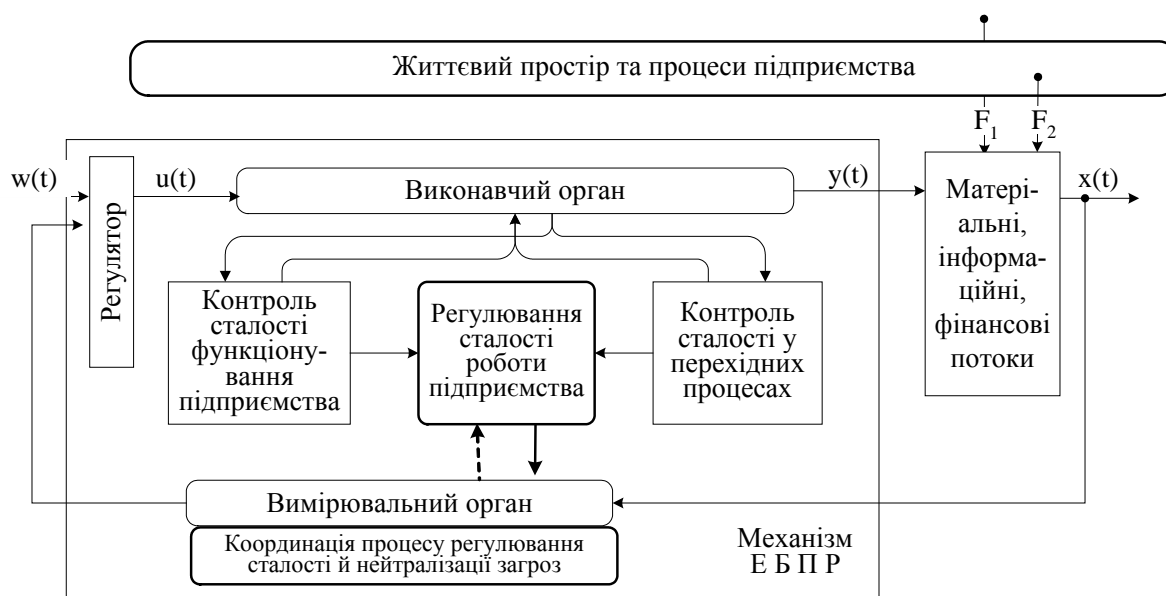 Життєвий простір та процеси підприємства
F1
F2
w(t)
u(t)
Виконавчий орган
y(t)
x(t)
Регулятор
Матері-
альні,
інформа-
ційні,
фінансові
потоки
Контроль
сталості
функціону-
вання
підприємства
Регулювання
сталості
роботи
підприємства
Контроль
сталості у
перехідних
процесах
Вимірювальний орган
Координація процесу регулювання
сталості й нейтралізації загроз
Механізм
Е Б П Р